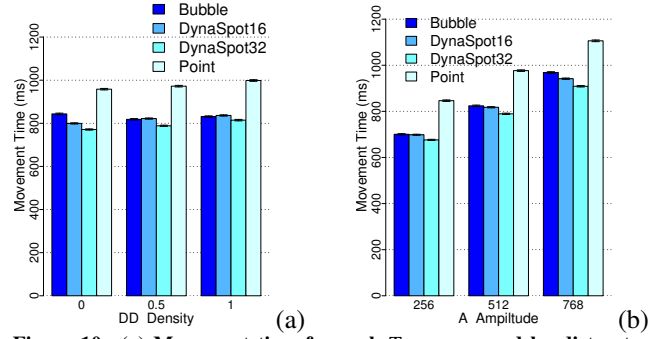 Bubble
DynaSpot16
DynaSpot32
Point
Movement Time (ms)
0 200 400 600 800 1000 1200
0 0.5 1
DD Density
(a)
Bubble
DynaSpot16
DynaSpot32
Point
Movement Time (ms)
0 200 400 600 800 1000 1200
256 512 768
A Ampitude
(b)